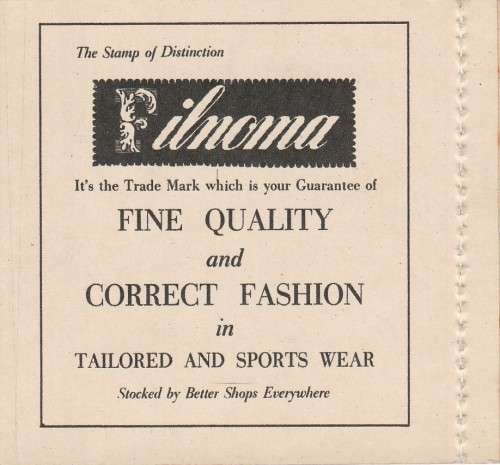 The Stamp of Distinction
Filnoma
It's the Trade Mark which is your Guarantee of
FINE QUALITY
and
CORRECT FASHION
in
TAILORED AND SPORTS WEAR
Stocked by Better Shops Everywhere